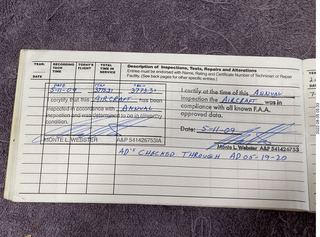 YEAR:
RECORDING TACH TIME
TODAY'S FLIGHT
TOTAL TIME IN SERVICE
Description of Inspections, Tests, Repairs and Alterations
Entries must be endorsed with Name, Rating and Certificate Number of Technician or Repair Facility. (See back pages for other specific entries.)
DATE
5-11-09
I certify that this AIRCRAFT has been inspected in accordance with a ANNUAL inspection and was determined to be in airworthy condition.
MONTE L. WEBSTER A&P 541426753IA
I certify at the time of this ANNUAL
inspection the AIRCRAFT was in
compliance with all known F.A.A.
approved data.
Date: 5-11-09
Monte L. Webster A&P 541426753
AD'S CHECKED THROUGH AD 05-19-20